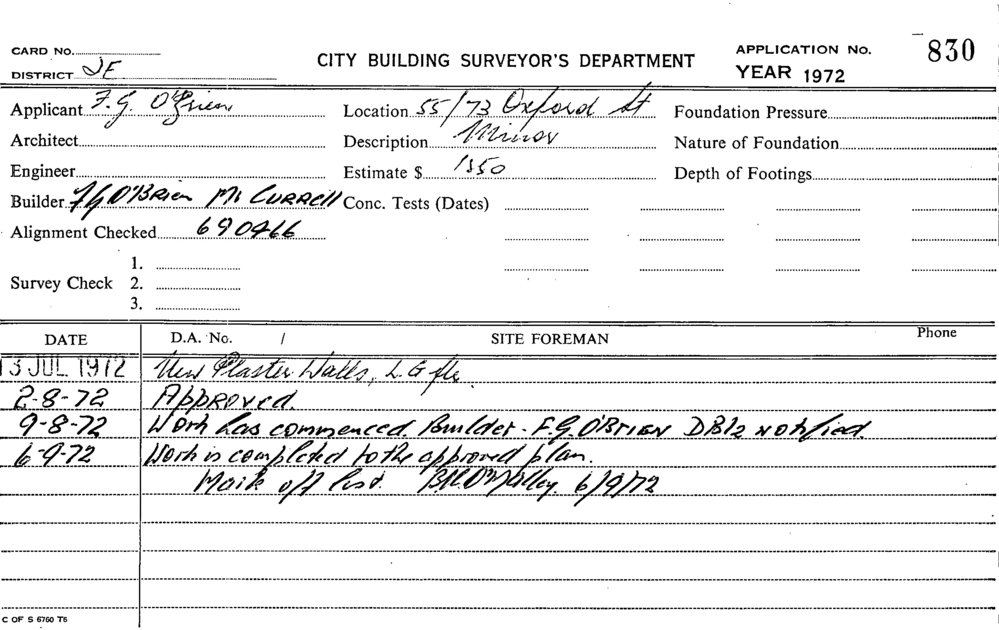 CARD No.
DISTRICT JE
CITY BUILDING SURVEYOR'S DEPARTMENT
APPLICATION No. 830
YEAR 1972
Applicant F.G. O'Brien
Location 55/73 Oxford St
Foundation Pressure
Architect
Description Minor
Nature of Foundation
Engineer
Estimate $ 1350
Depth of Footings
Builder FG O'BRIEN Mr CURRELL
Conc. Tests (Dates)
Alignment Checked 690466
Survey Check
1.
2.
3.
DATE D.A. No. / SITE FOREMAN Phone
13 JUL 1972 New Plaster Walls, L.G flr.
2-8-72 APPROVED.
9-8-72 Work has commenced. Builder - F.G. O'BRIEN DB12 notified
6-9-72 Work is completed to the approved plan.
Mark off list. 6/9/72
C OF S 6760 T6